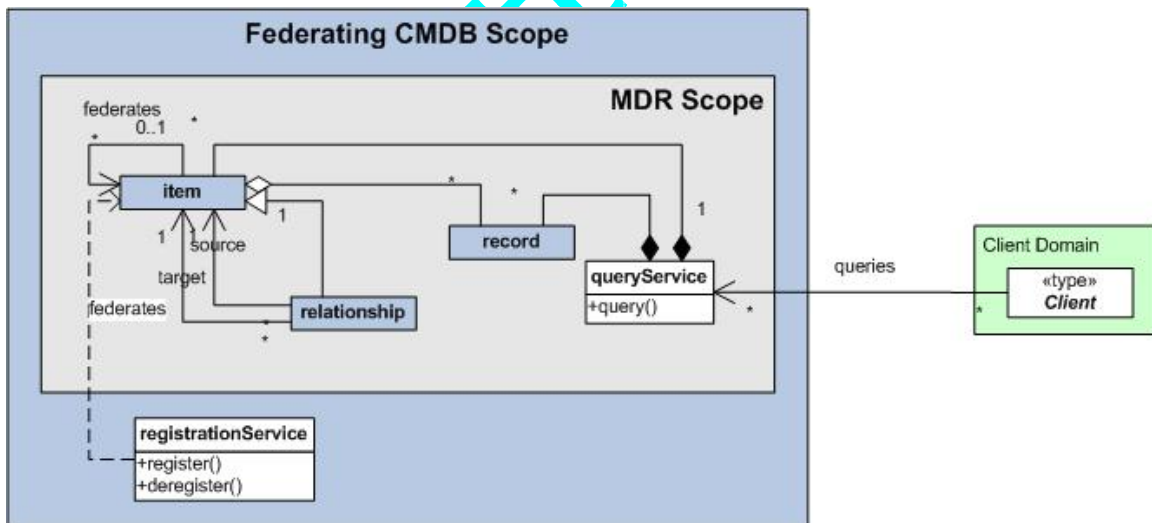 Federating CMDB Scope
MDR Scope
federates
0..1
*
*
item
1
*
*
1
record
1
1
source
target
federates
relationship
*
*
queryService
+query()
queries
*
*
Client Domain
«type»
Client
registrationService
+register()
+deregister()